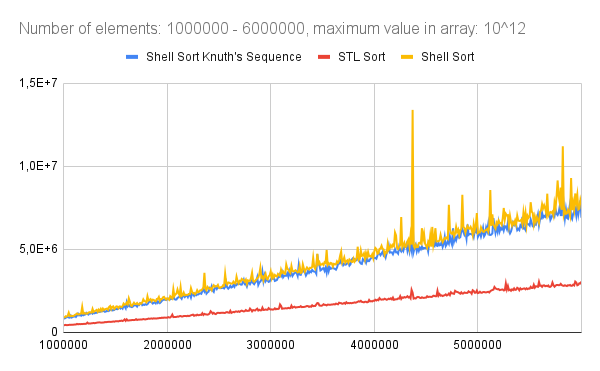 Number of elements: 1000000 - 6000000, maximum value in array: 10^12
Shell Sort Knuth's Sequence STL Sort Shell Sort
1,5E+7
1,0E+7
5,0E+6
0
1000000 2000000 3000000 4000000 5000000